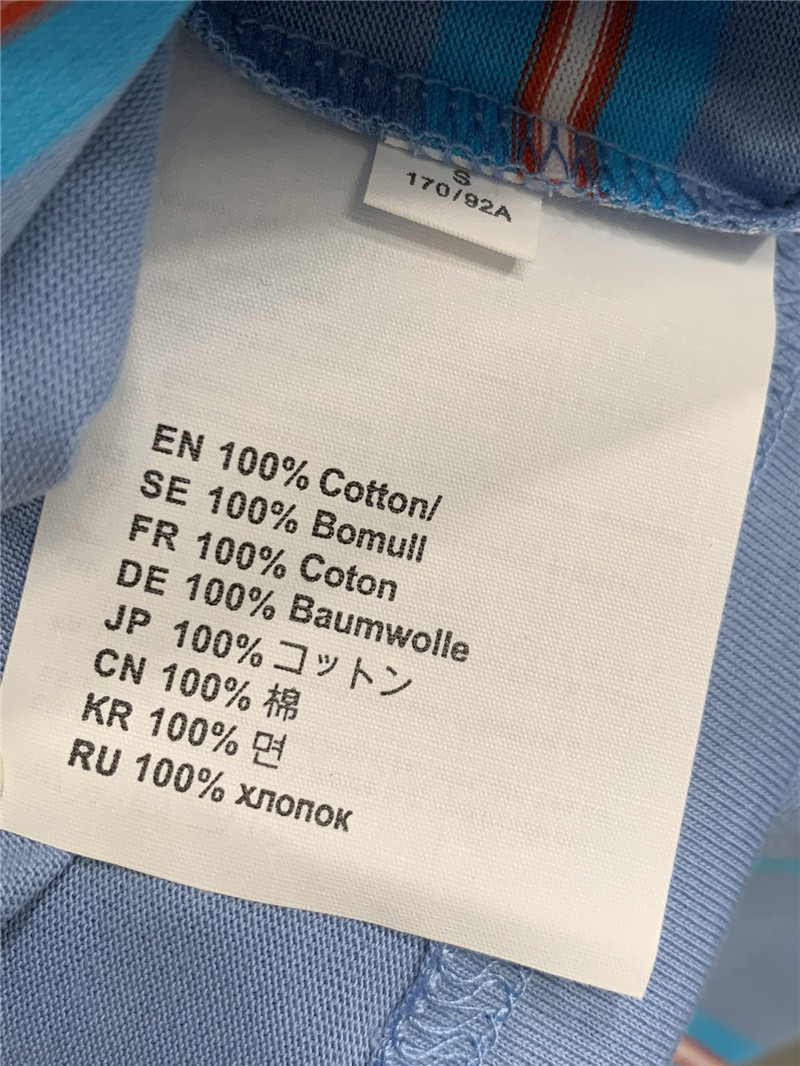 S
170/92A
EN 100% Cotton/
SE 100% Bomull
FR 100% Coton
DE 100% Baumwolle
JP 100% コットン
CN 100% 棉
KR 100% 면
RU 100% хлопок